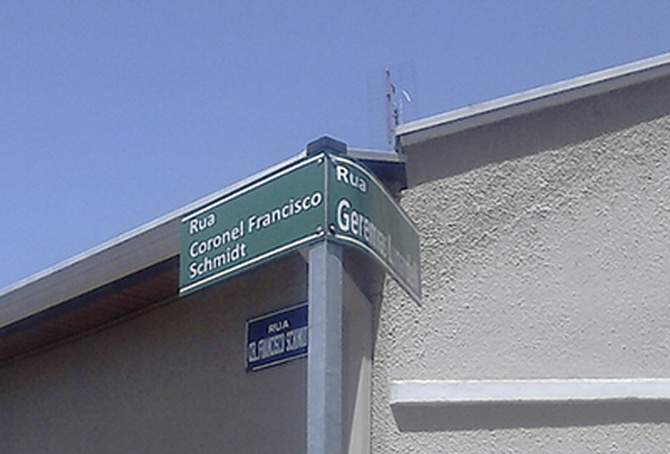 Rua
Coronel Francisco
Schmidt
Rua
RUA
CEL. FRANCISCO SCHMIDT